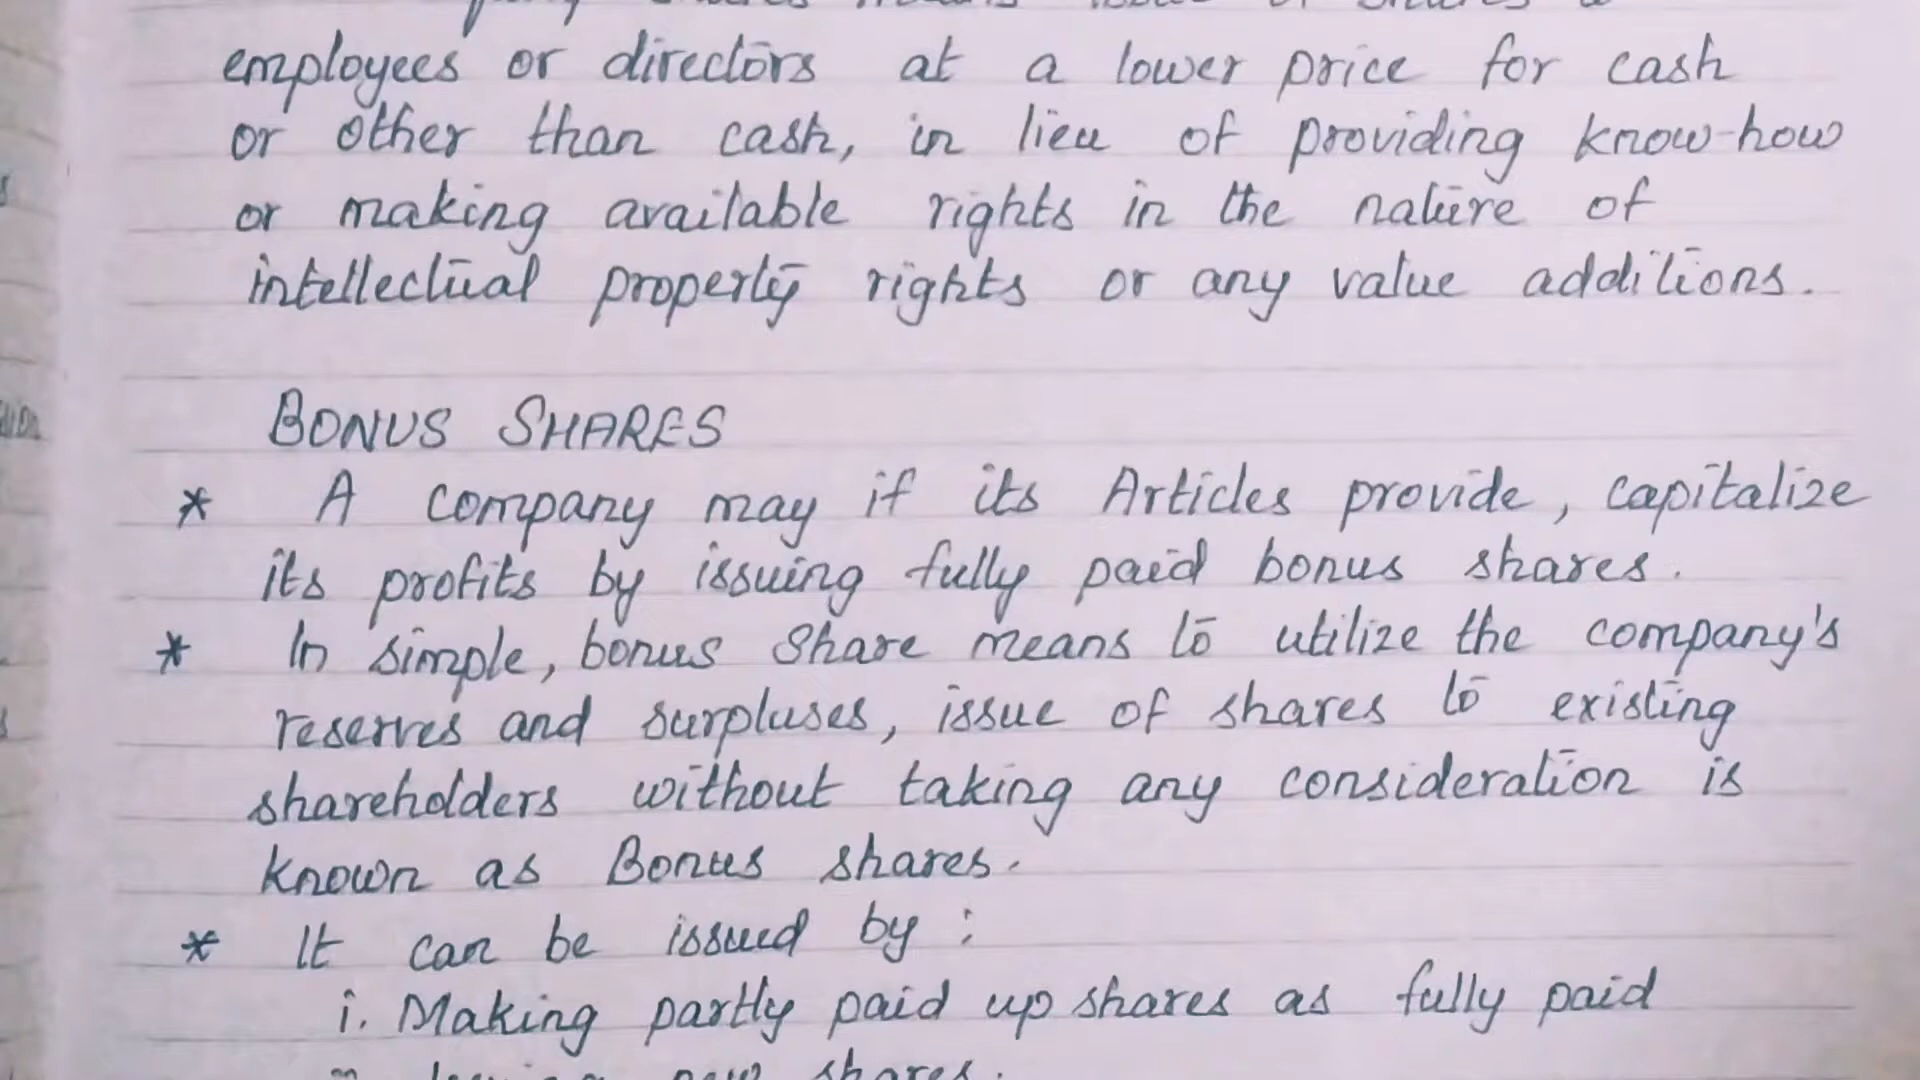 employees or directors at a lower price for cash
or other than cash, in lieu of providing know-how
or making available rights in the nature of
intellectual property rights or any value additions.
BONUS SHARES
* A company may if its Articles provide, capitalize
its profits by issuing fully paid bonus shares.
* In simple, bonus share means to utilize the company's
reserves and surpluses, issue of shares to existing
shareholders without taking any consideration is
known as Bonus shares.
* It can be issued by :
i. Making partly paid up shares as fully paid
new shares.